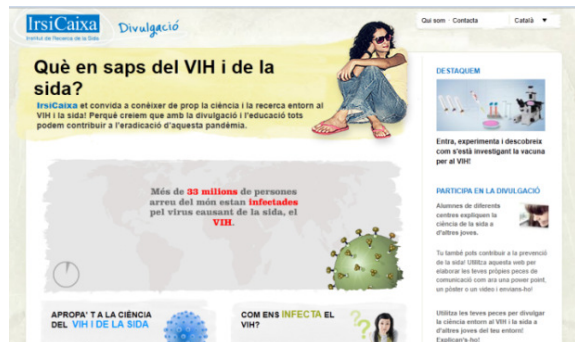 IrsiCaixa
Institut de Recerca de la Sida
Divulgació
Qui som · Contacta
Català
Què en saps del VIH i de la
sida?
IrsiCaixa et convida a conèixer de prop la ciència i la recerca entorn al
VIH i la sida! Perquè creiem que amb la divulgació i l'educació tots
podem contribuir a l'eradicació d'aquesta pandèmia.
Més de 33 milions de persones
arreu del món estan infectades
pel virus causant de la sida, el
VIH.
APROPA' T A LA CIÈNCIA
DEL VIH I DE LA SIDA
COM ENS INFECTA EL
VIH?
DESTAQUEM
Entra, experimenta i descobreix
com s'està investigant la vacuna
per al VIH!
PARTICIPA EN LA DIVULGACIÓ
Alumnes de diferents
centres expliquen la
ciència de la sida a
d'altres joves.
Tu també pots contribuir a la prevenció
de la sida! Utilitza aquesta web per
elaborar les teves pròpies peces de
comunicació com ara una power point,
un pòster o un vídeo i envians-ho!
Utilitza les teves peces per divulgar
la ciència entorn al VIH i la sida a
d'altres joves del teu entorn!
Explican's-ho!